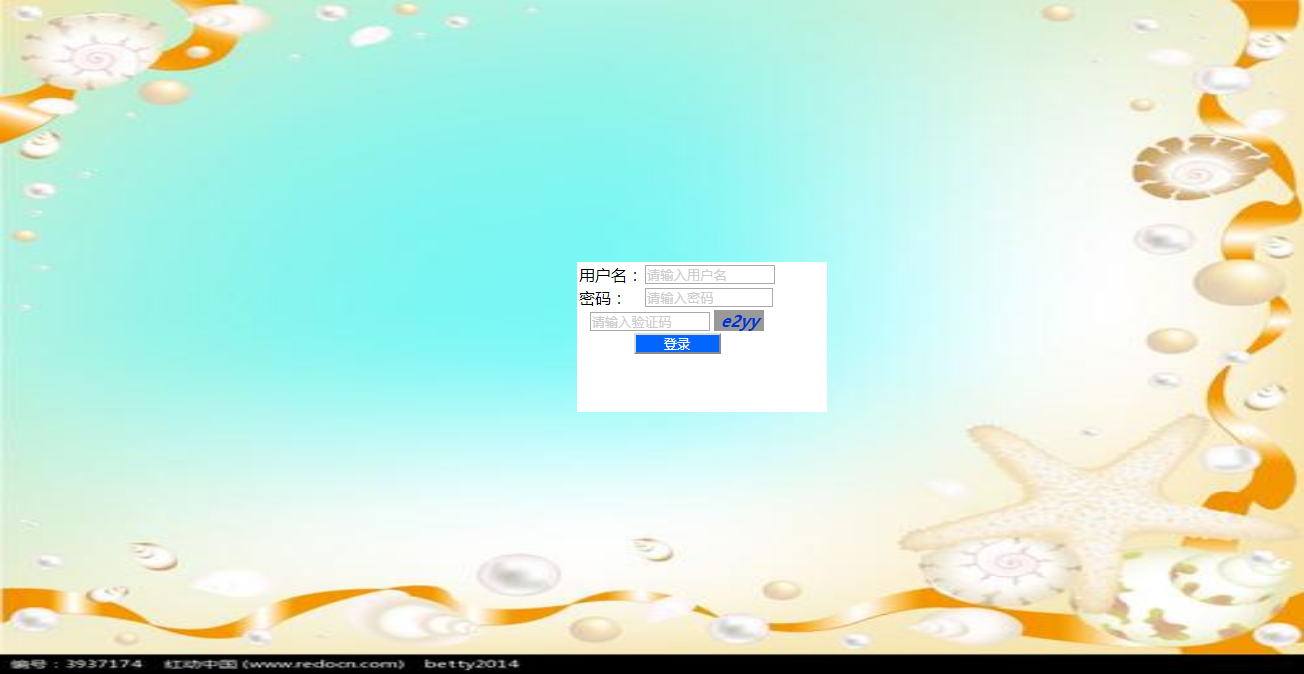 用户名： 请输入用户名
密码： 请输入密码
请输入验证码 e2yy
登录
编号：3937174 红动中国 (www.redocn.com) betty2014